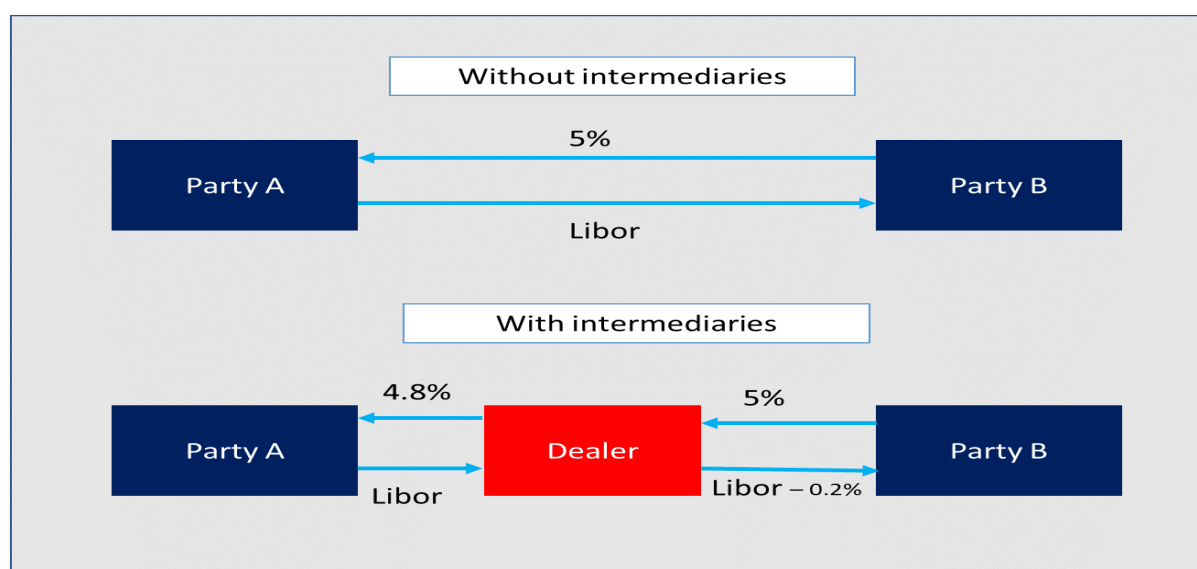 Without intermediaries
5%
Party A
Party B
Libor
With intermediaries
4.8%
5%
Party A
Dealer
Party B
Libor
Libor – 0.2%